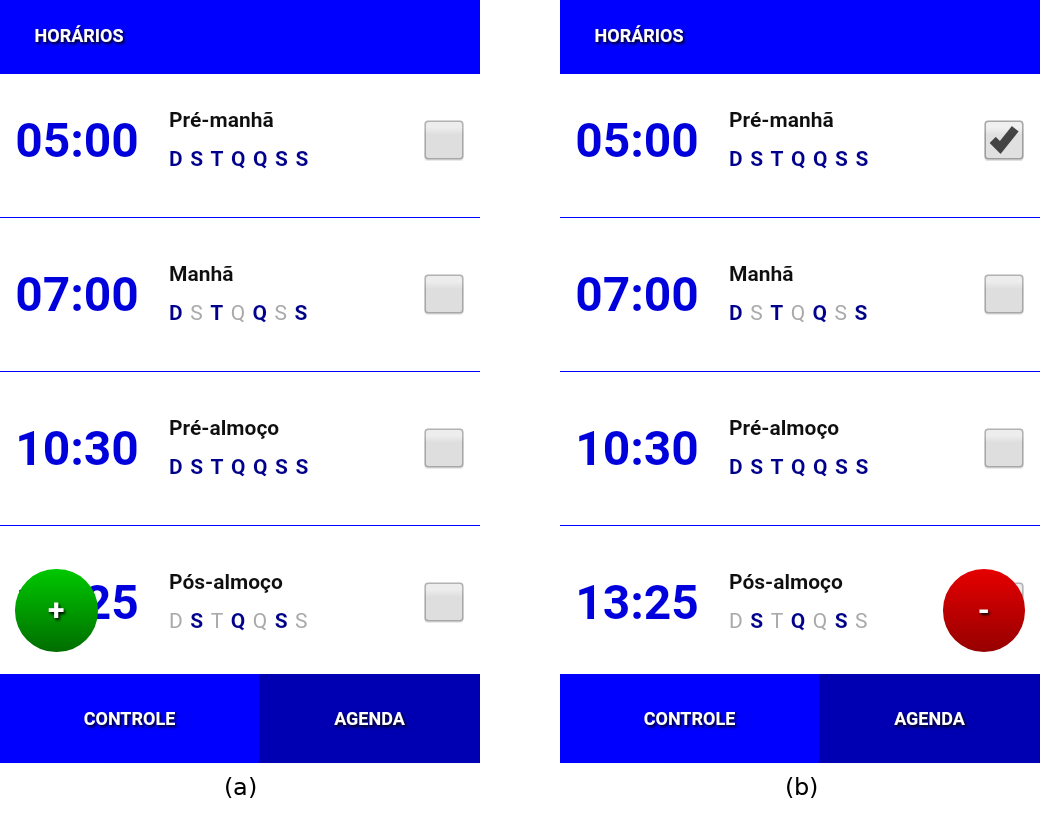 HORÁRIOS
05:00
Pré-manhã
D S T Q Q S S
07:00
Manhã
D S T Q Q S S
10:30
Pré-almoço
D S T Q Q S S
25
Pós-almoço
D S T Q Q S S
+
CONTROLE AGENDA
(a)
HORÁRIOS
05:00
Pré-manhã
D S T Q Q S S
07:00
Manhã
D S T Q Q S S
10:30
Pré-almoço
D S T Q Q S S
13:25
Pós-almoço
D S T Q Q S S
-
CONTROLE AGENDA
(b)